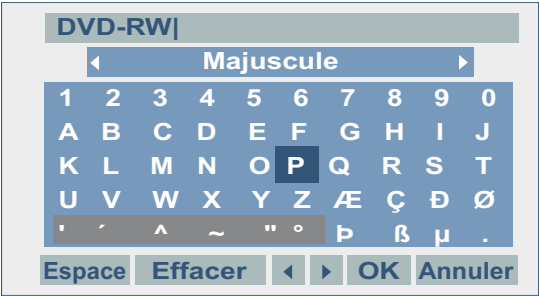 DVD-RW|
Majuscule
1 2 3 4 5 6 7 8 9 0
A B C D E F G H I J
K L M N O P Q R S T
U V W X Y Z Æ Ç Ð Ø
' ´ ^ ~ " ° Þ ß µ .
Espace Effacer OK Annuler